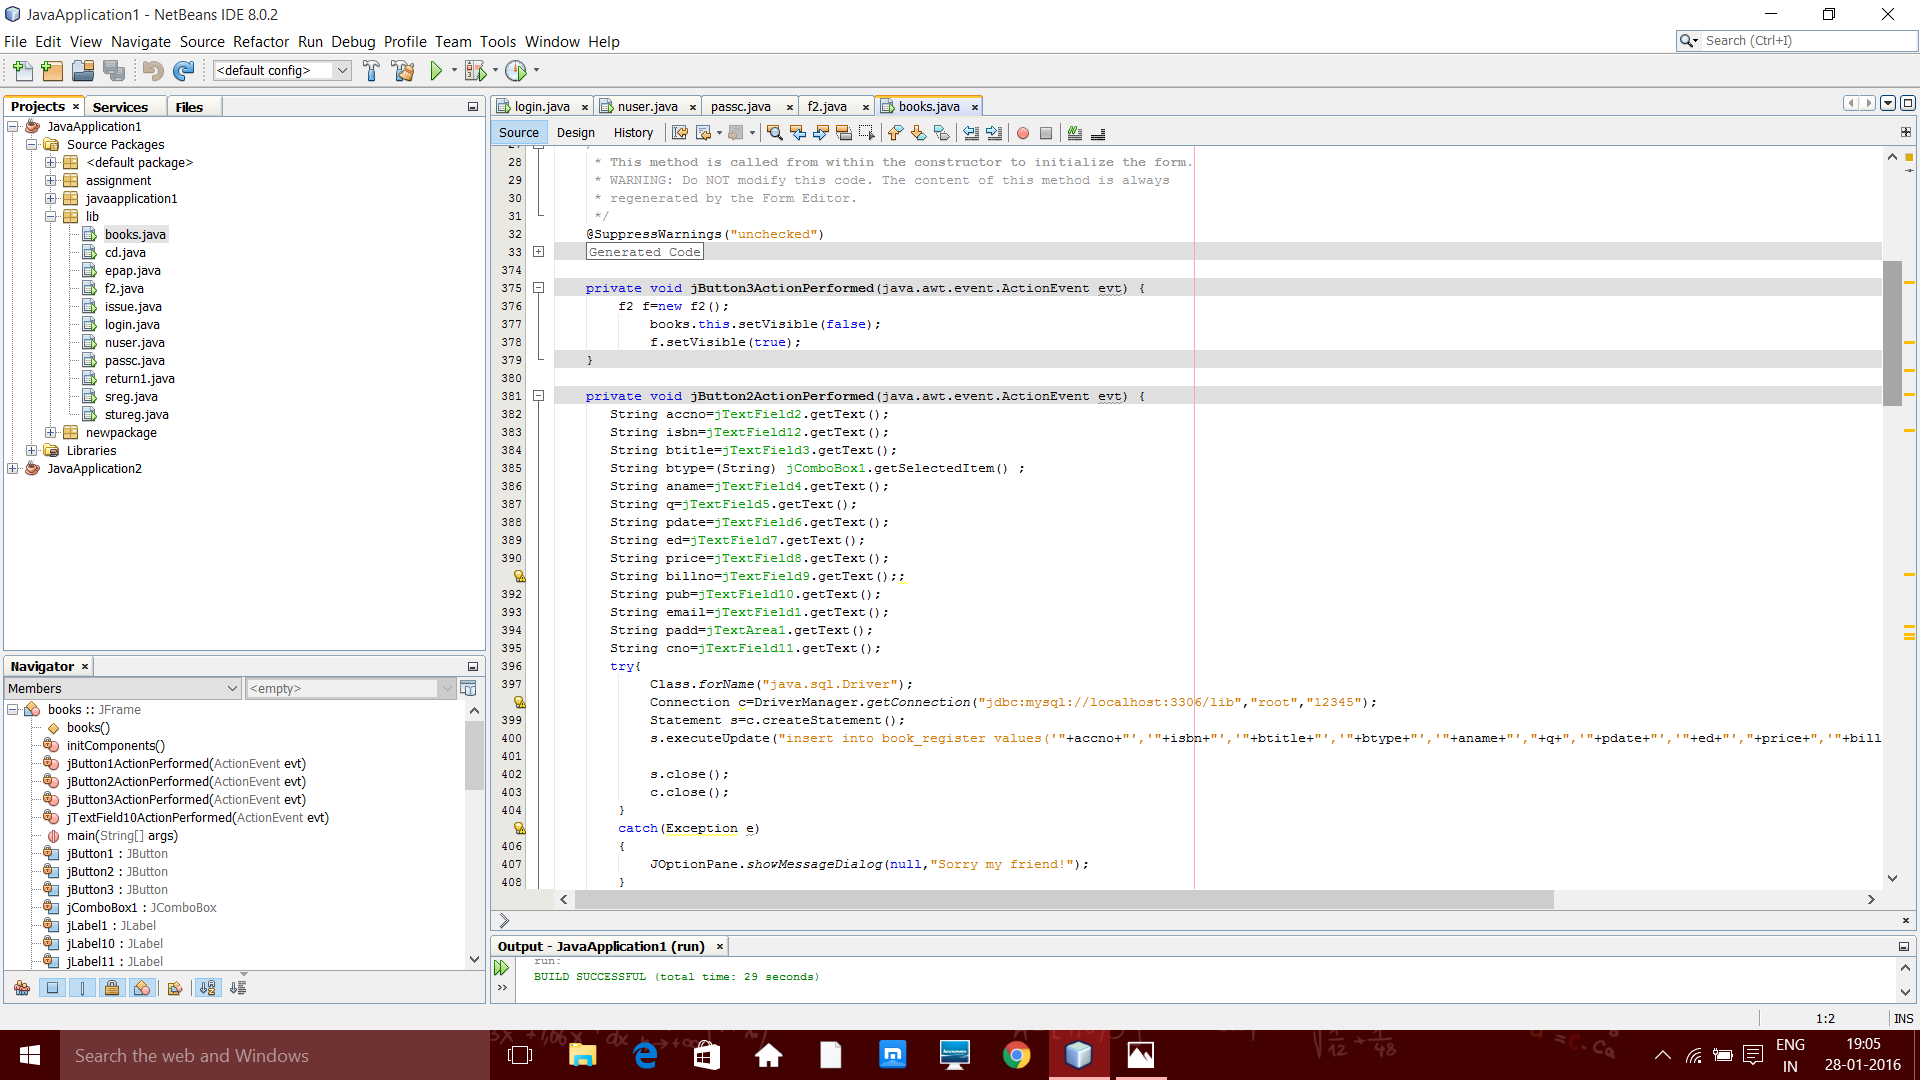 JavaApplication1 - NetBeans IDE 8.0.2
File Edit View Navigate Source Refactor Run Debug Profile Team Tools Window Help
Search (Ctrl+I)
<default config>
Projects Services Files
JavaApplication1
Source Packages
<default package>
assignment
javaapplication1
lib
books.java
cd.java
epap.java
f2.java
issue.java
login.java
nuser.java
passc.java
return1.java
sreg.java
stureg.java
newpackage
Libraries
JavaApplication2
Navigator
Members <empty>
books :: JFrame
books()
initComponents()
jButton1ActionPerformed(ActionEvent evt)
jButton2ActionPerformed(ActionEvent evt)
jButton3ActionPerformed(ActionEvent evt)
jTextField10ActionPerformed(ActionEvent evt)
main(String[] args)
jButton1 : JButton
jButton2 : JButton
jButton3 : JButton
jComboBox1 : JComboBox
jLabel1 : JLabel
jLabel10 : JLabel
jLabel11 : JLabel
login.java nuser.java passc.java f2.java books.java
Source Design History
28 * This method is called from within the constructor to initialize the form.
29 * WARNING: Do NOT modify this code. The content of this method is always
30 * regenerated by the Form Editor.
31 */
32 @SuppressWarnings("unchecked")
33 Generated Code
374
375 private void jButton3ActionPerformed(java.awt.event.ActionEvent evt) {
376 f2 f=new f2();
377 books.this.setVisible(false);
378 f.setVisible(true);
379 }
380
381 private void jButton2ActionPerformed(java.awt.event.ActionEvent evt) {
382 String accno=jTextField2.getText();
383 String isbn=jTextField12.getText();
384 String btitle=jTextField3.getText();
385 String btype=(String) jComboBox1.getSelectedItem() ;
386 String aname=jTextField4.getText();
387 String q=jTextField5.getText();
388 String pdate=jTextField6.getText();
389 String ed=jTextField7.getText();
390 String price=jTextField8.getText();
String billno=jTextField9.getText();;
392 String pub=jTextField10.getText();
393 String email=jTextField1.getText();
394 String padd=jTextArea1.getText();
395 String cno=jTextField11.getText();
396 try{
397 Class.forName("java.sql.Driver");
Connection c=DriverManager.getConnection("jdbc:mysql://localhost:3306/lib","root","12345");
399 Statement s=c.createStatement();
400 s.executeUpdate("insert into book_register values('"+accno+"','"+isbn+"','"+btitle+"','"+btype+"','"+aname+"',"+q+",'"+pdate+"','"+ed+"',"+price+",'"+bill
401
402 s.close();
403 c.close();
404 }
catch(Exception e)
406 {
407 JOptionPane.showMessageDialog(null,"Sorry my friend!");
408 }
Output - JavaApplication1 (run)
run:
BUILD SUCCESSFUL (total time: 29 seconds)
1:2 INS
Search the web and Windows
ENG
IN
19:05
28-01-2016